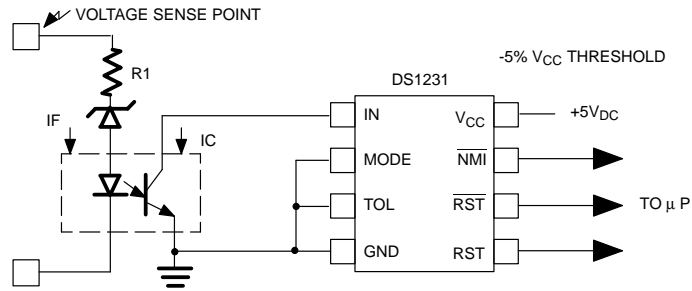 VOLTAGE SENSE POINT
R1
-5% VCC THRESHOLD
DS1231
IF
IC
IN
VCC
+5VDC
MODE
NMI
TOL
RST
TO µ P
GND
RST